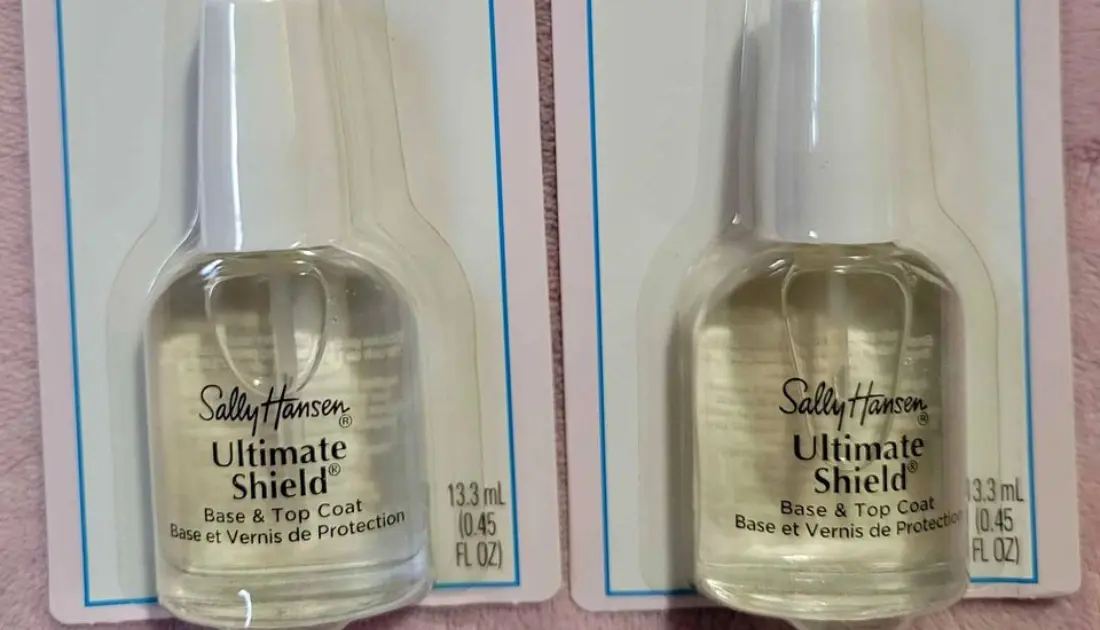 Sally Hansen®
Ultimate
Shield®
Base & Top Coat
Base et Vernis de Protection
13.3 mL
(0.45
FL OZ)
Sally Hansen®
Ultimate
Shield®
Base & Top Coat
Base et Vernis de Protection
13.3 mL
(0.45
FL OZ)